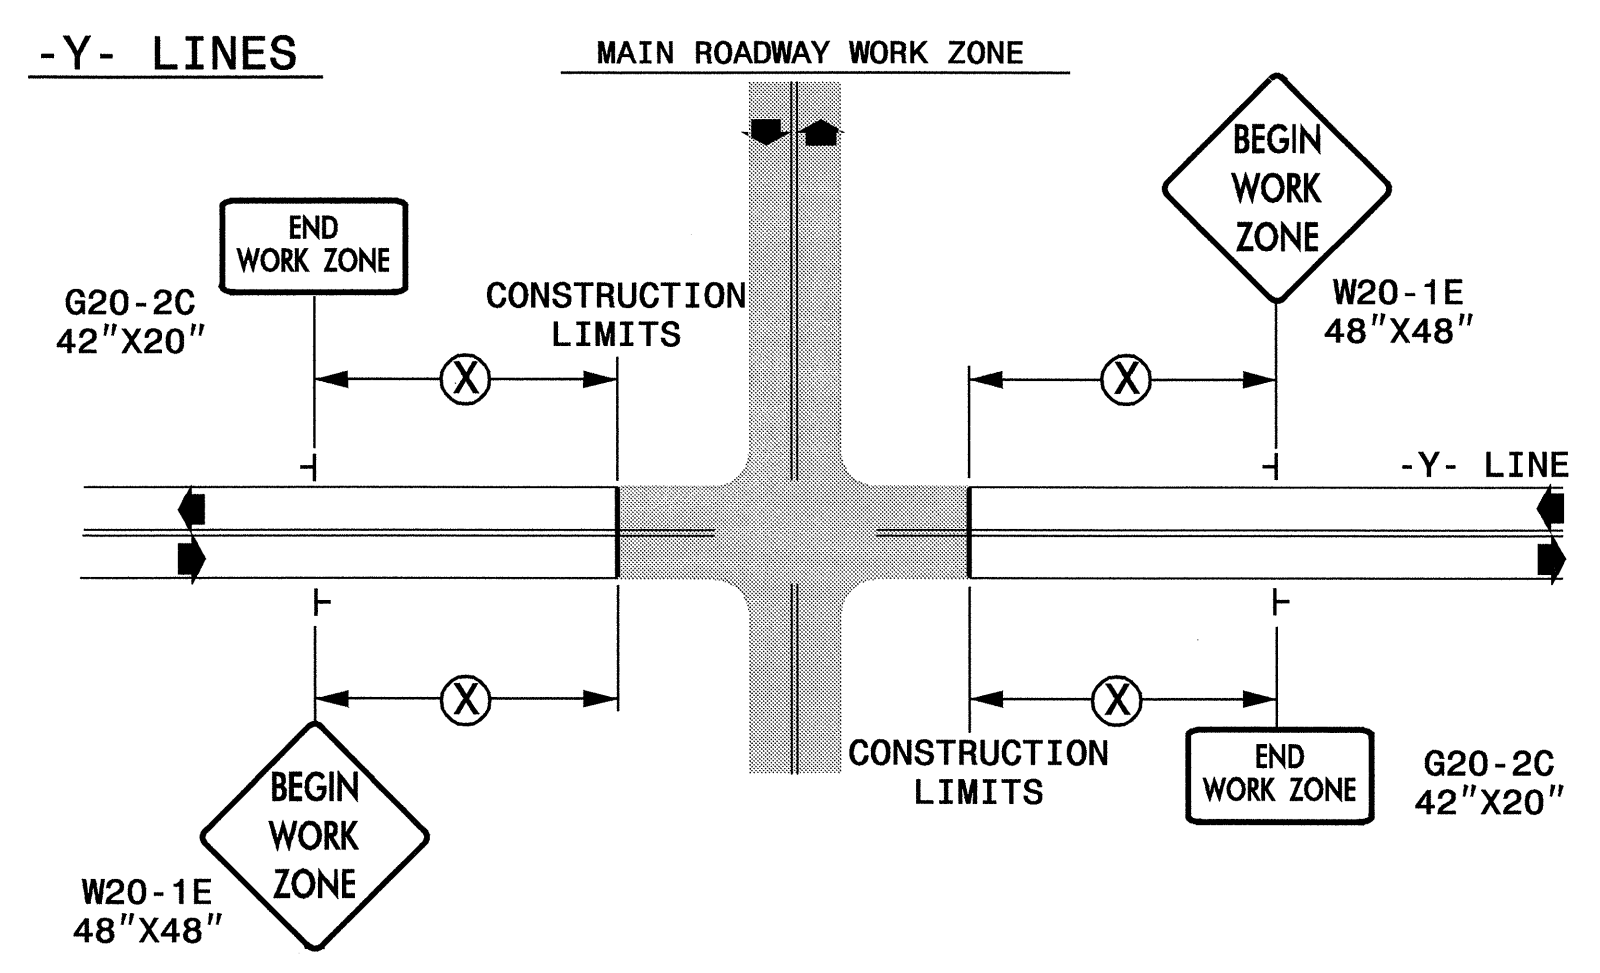 -Y- LINES
MAIN ROADWAY WORK ZONE
BEGIN
WORK
ZONE
W20-1E
48"X48"
END
WORK ZONE
G20-2C
42"X20"
CONSTRUCTION
LIMITS
X
X
-Y- LINE
X
X
CONSTRUCTION
LIMITS
BEGIN
WORK
ZONE
W20-1E
48"X48"
END
WORK ZONE
G20-2C
42"X20"